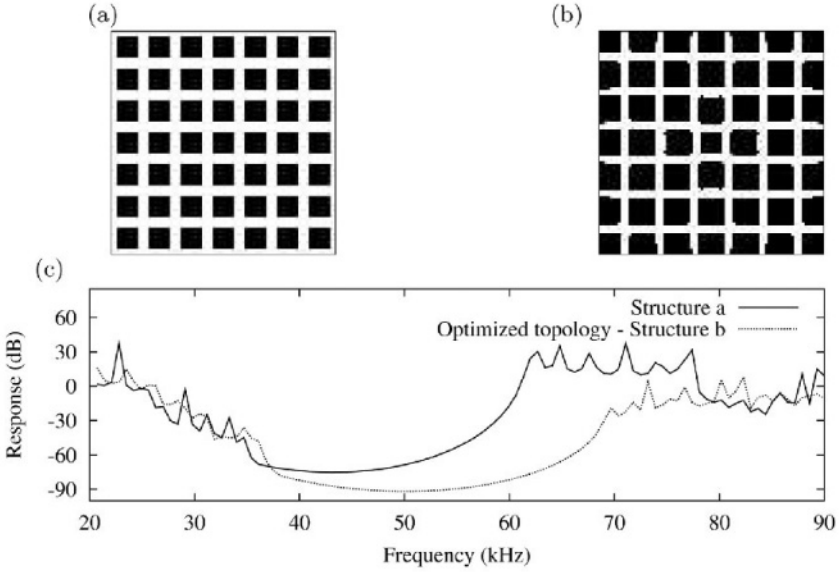 (a)
(b)
(c)
Structure a
Optimized topology - Structure b
Response (dB)
60
30
0
-30
-60
-90
20
30
40
50
60
70
80
90
Frequency (kHz)